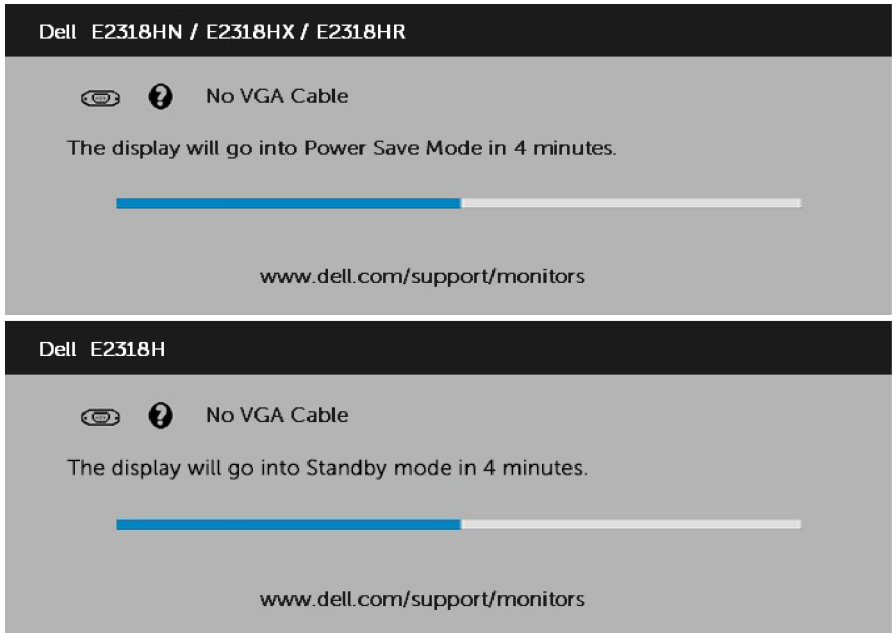 Dell E2318HN / E2318HX / E2318HR
No VGA Cable
The display will go into Power Save Mode in 4 minutes.
www.dell.com/support/monitors
Dell E2318H
No VGA Cable
The display will go into Standby mode in 4 minutes.
www.dell.com/support/monitors